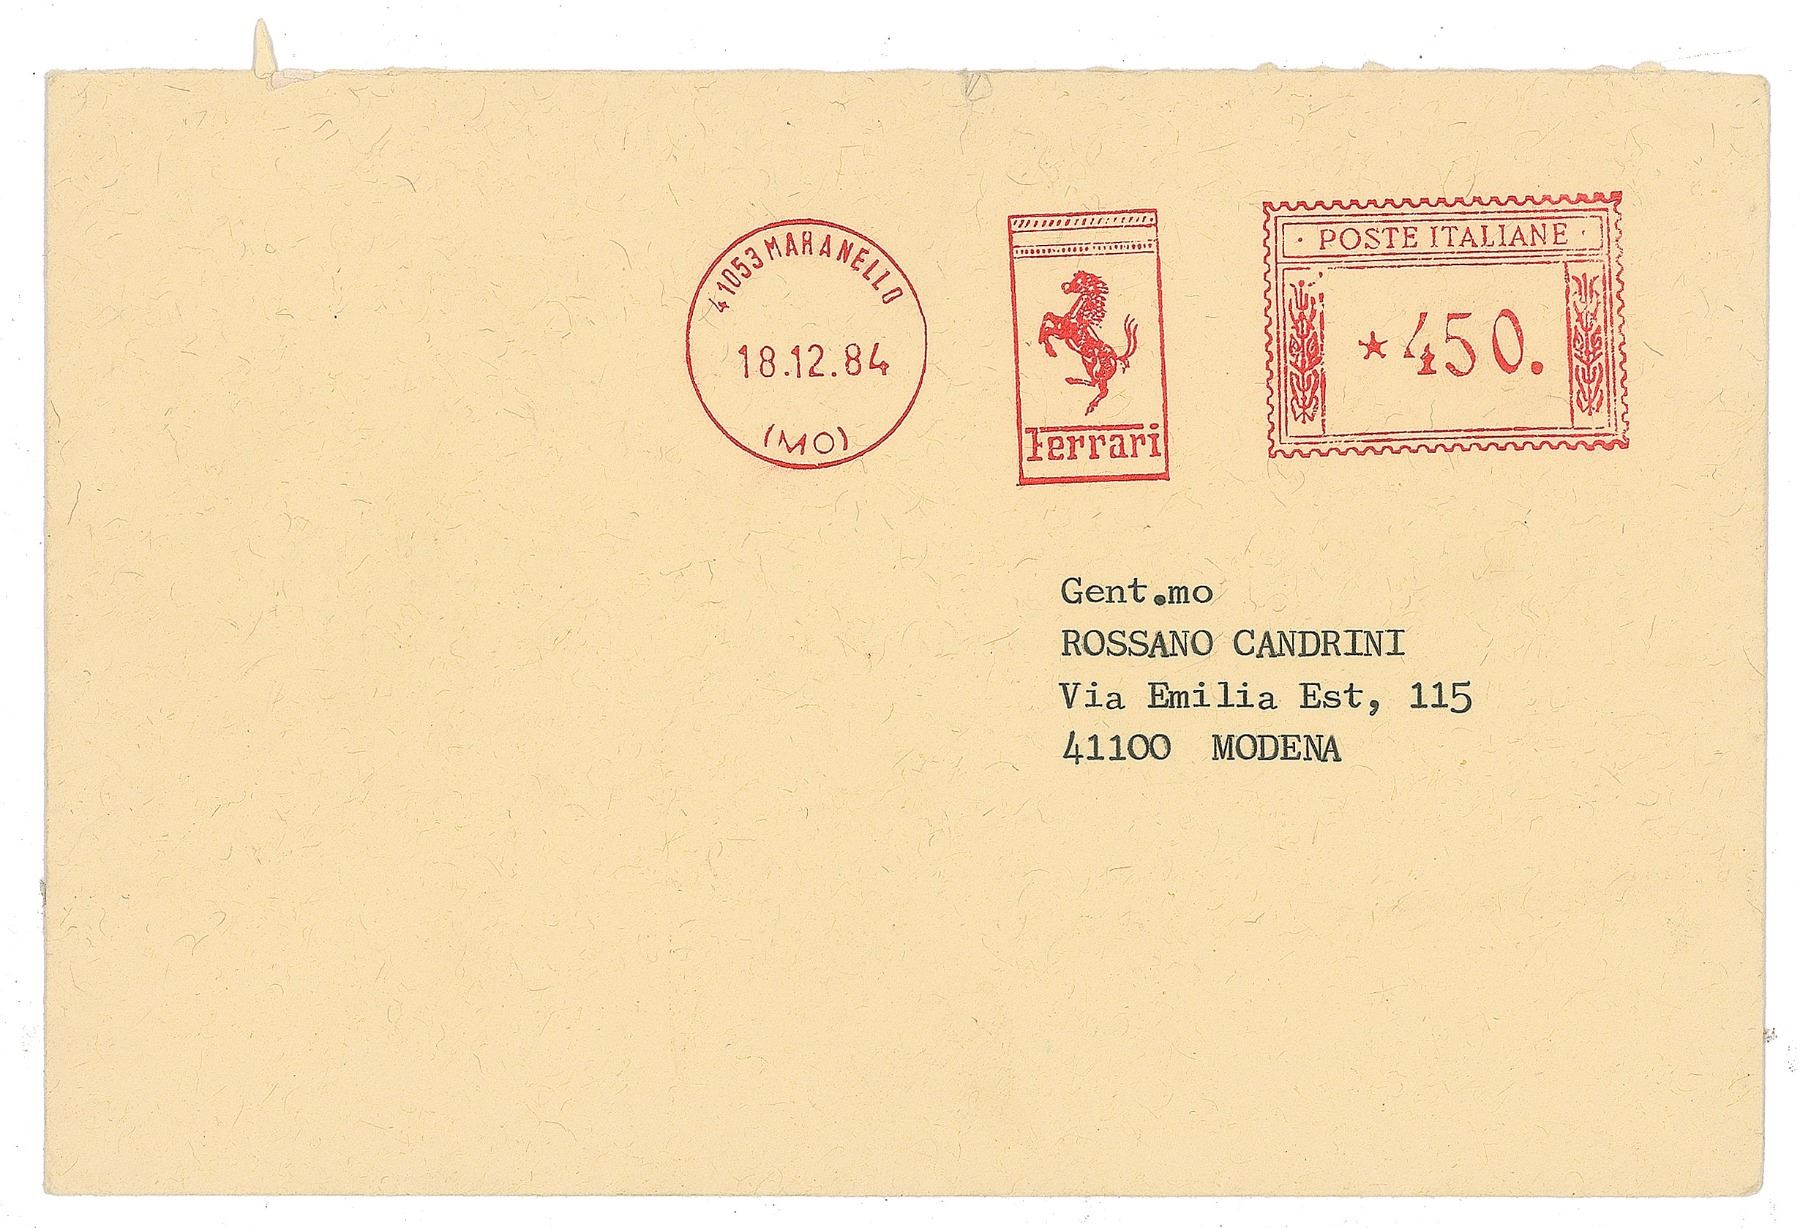 41053 MARANELLO
18.12.84
(MO)
Ferrari
· POSTE ITALIANE ·
★ 450.
Gent.mo
ROSSANO CANDRINI
Via Emilia Est, 115
41100 MODENA